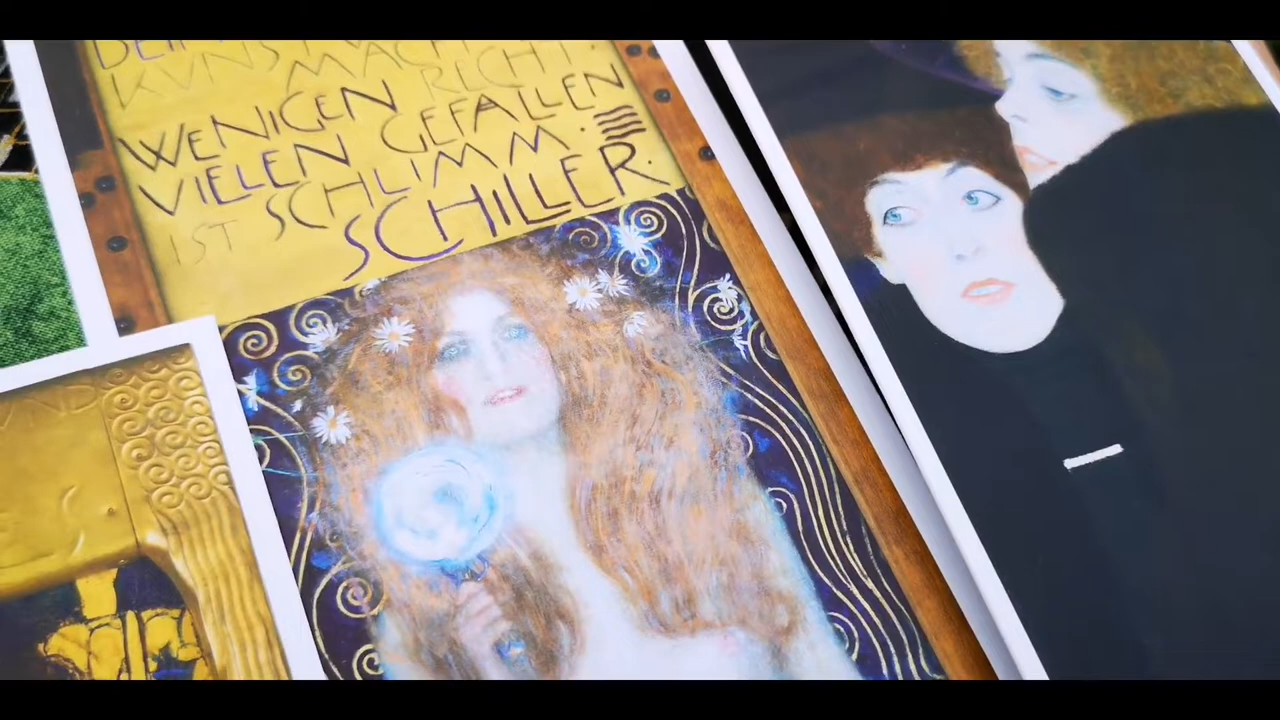 WENIGEN RECHT.
VIELEN GEFALLEN
IST SCHLIMM.
SCHILLER.